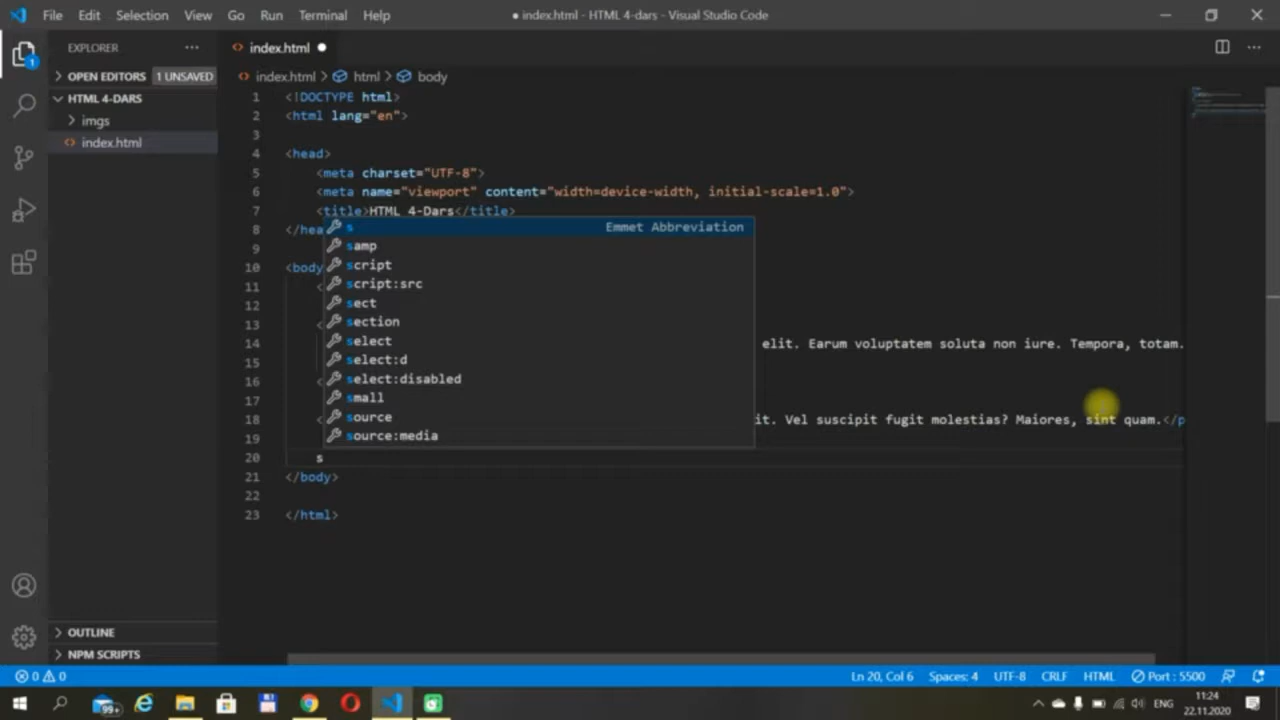 File Edit Selection View Go Run Terminal Help ● index.html - HTML 4-dars - Visual Studio Code
EXPLORER ···
index.html ●
OPEN EDITORS 1 UNSAVED
index.html > html > body
HTML 4-DARS
imgs
index.html
1 <!DOCTYPE html>
2 <html lang="en">
3
4 <head>
5 <meta charset="UTF-8">
6 <meta name="viewport" content="width=device-width, initial-scale=1.0">
7 <title>HTML 4-Dars</title>
8 </hea
9
10 <body
11 <
12
13 <
14 elit. Earum voluptatem soluta non iure. Tempora, totam.
15
16 <
17
18 < it. Vel suscipit fugit molestias? Maiores, sint quam.</p
19
20 s
21 </body>
22
23 </html>
s Emmet Abbreviation
samp
script
script:src
sect
section
select
select:d
select:disabled
small
source
source:media
1
OUTLINE
NPM SCRIPTS
0 0 Ln 20, Col 6 Spaces: 4 UTF-8 CRLF HTML Port : 5500
99+ ENG 11:24
22.11.2020